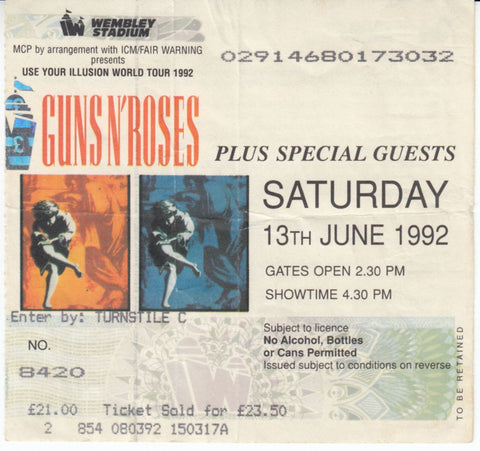 WEMBLEY
STADIUM
MCP by arrangement with ICM/FAIR WARNING
presents
USE YOUR ILLUSION WORLD TOUR 1992
02914680173032
GUNS N' ROSES
PLUS SPECIAL GUESTS
SATURDAY
13TH JUNE 1992
GATES OPEN 2.30 PM
SHOWTIME 4.30 PM
Enter by: TURNSTILE C
NO.
8420
Subject to licence
No Alcohol, Bottles
or Cans Permitted
Issued subject to conditions on reverse
TO BE RETAINED
£21.00 Ticket Sold for £23.50
2 854 080392 150317A